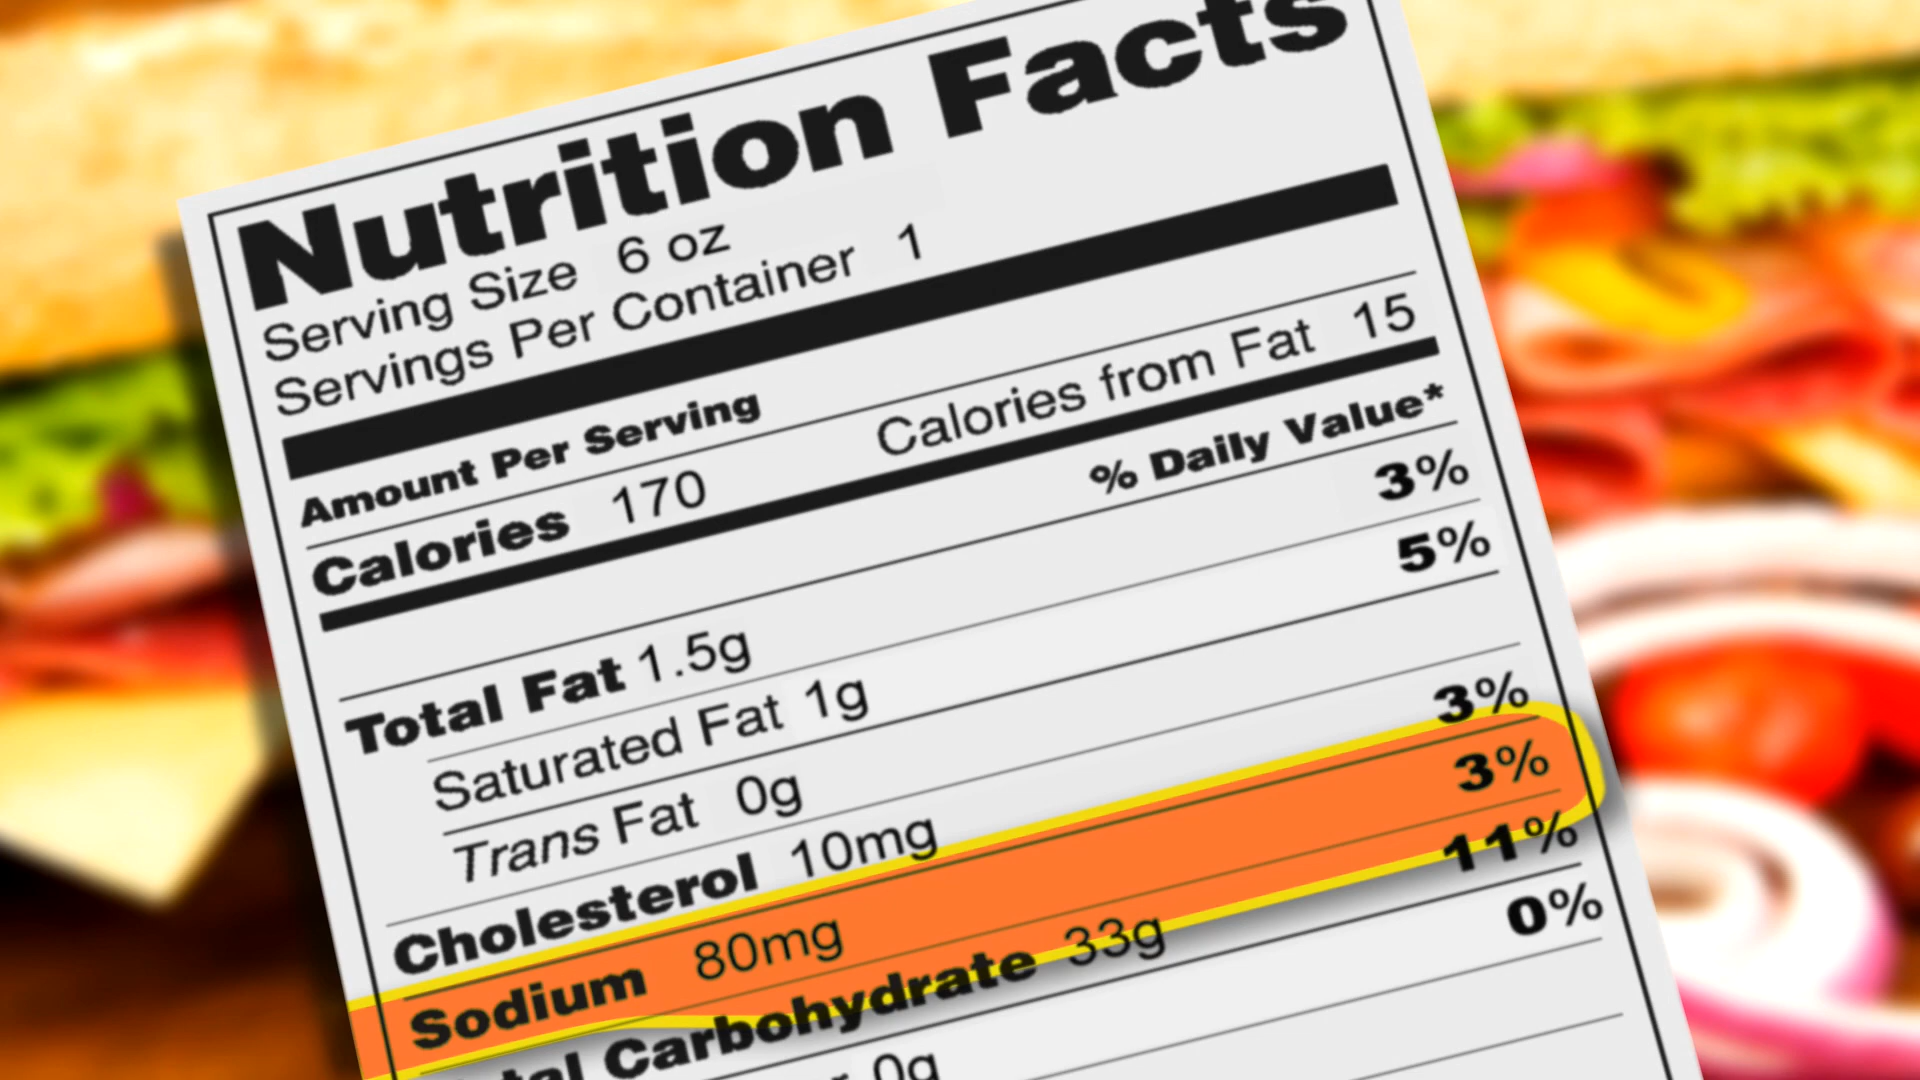 Nutrition Facts
Serving Size 6 oz
Servings Per Container 1
Amount Per Serving
Calories 170 Calories from Fat 15
% Daily Value*
Total Fat 1.5g 3%
Saturated Fat 1g 5%
Trans Fat 0g
Cholesterol 10mg 3%
Sodium 80mg 3%
Carbohydrate 33g 11%
0g 0%